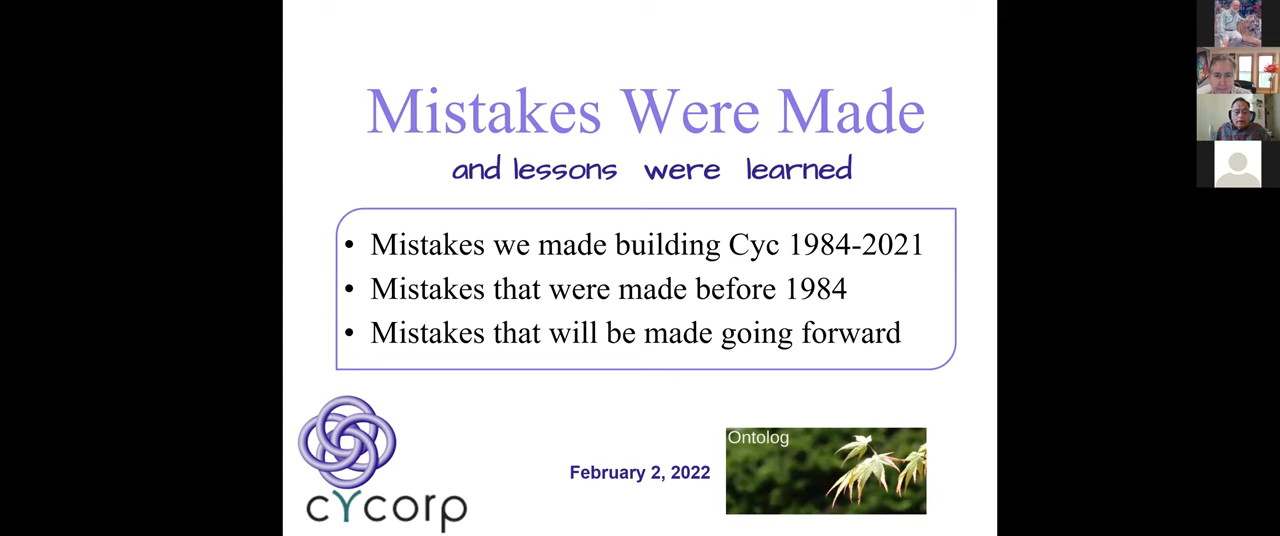 Mistakes Were Made
and lessons were learned
• Mistakes we made building Cyc 1984-2021
• Mistakes that were made before 1984
• Mistakes that will be made going forward
cycorp
February 2, 2022
Ontolog